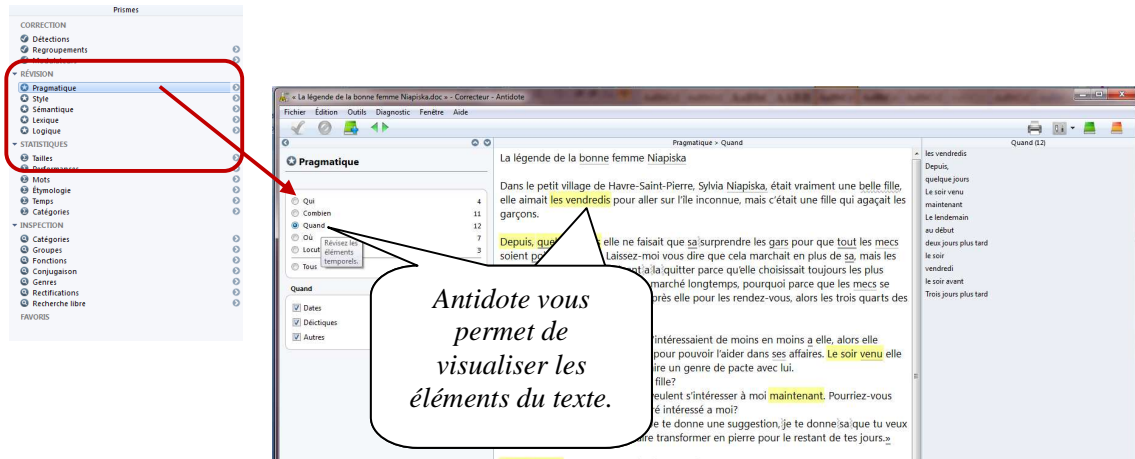 Prismes
CORRECTION
Détections
Regroupements
RÉVISION
Pragmatique
Style
Sémantique
Lexique
Logique
STATISTIQUES
Tailles
Performances
Mots
Étymologie
Temps
Catégories
INSPECTION
Catégories
Groupes
Fonctions
Conjugaison
Genres
Rectifications
Recherche libre
FAVORIS
« La légende de la bonne femme Niapiska.doc » - Correcteur - Antidote
Fichier Édition Outils Diagnostic Fenêtre Aide
Pragmatique
Qui 4
Combien 11
Quand 12
Où 7
Locut 3
Tous
Révisez les
éléments
temporels.
Quand
Dates
Déictiques
Autres
Antidote vous
permet de
visualiser les
éléments du texte.
Pragmatique > Quand
La légende de la bonne femme Niapiska
Dans le petit village de Havre-Saint-Pierre, Sylvia Niapiska, était vraiment une belle fille,
elle aimait les vendredis pour aller sur l'île inconnue, mais c'était une fille qui agaçait les
garçons.
Depuis, que elle ne faisait que sa surprendre les gars pour que tout les mecs
soient Laissez-moi vous dire que cela marchait en plus de sa, mais les
a la quitter parce qu'elle choisissait toujours les plus
marché longtemps, pourquoi parce que les mecs se
près elle pour les rendez-vous, alors les trois quarts des
intéressaient de moins en moins a elle, alors elle
pour pouvoir l'aider dans ses affaires. Le soir venu elle
ire un genre de pacte avec lui.
fille?
veulent s'intéresser à moi maintenant. Pourriez-vous
ré intéressé a moi?
e te donne une suggestion, je te donne sa que tu veux
ire transformer en pierre pour le restant de tes jours.»
Quand (12)
les vendredis
Depuis,
quelque jours
Le soir venu
maintenant
Le lendemain
au début
deux jours plus tard
le soir
vendredi
le soir avant
Trois jours plus tard